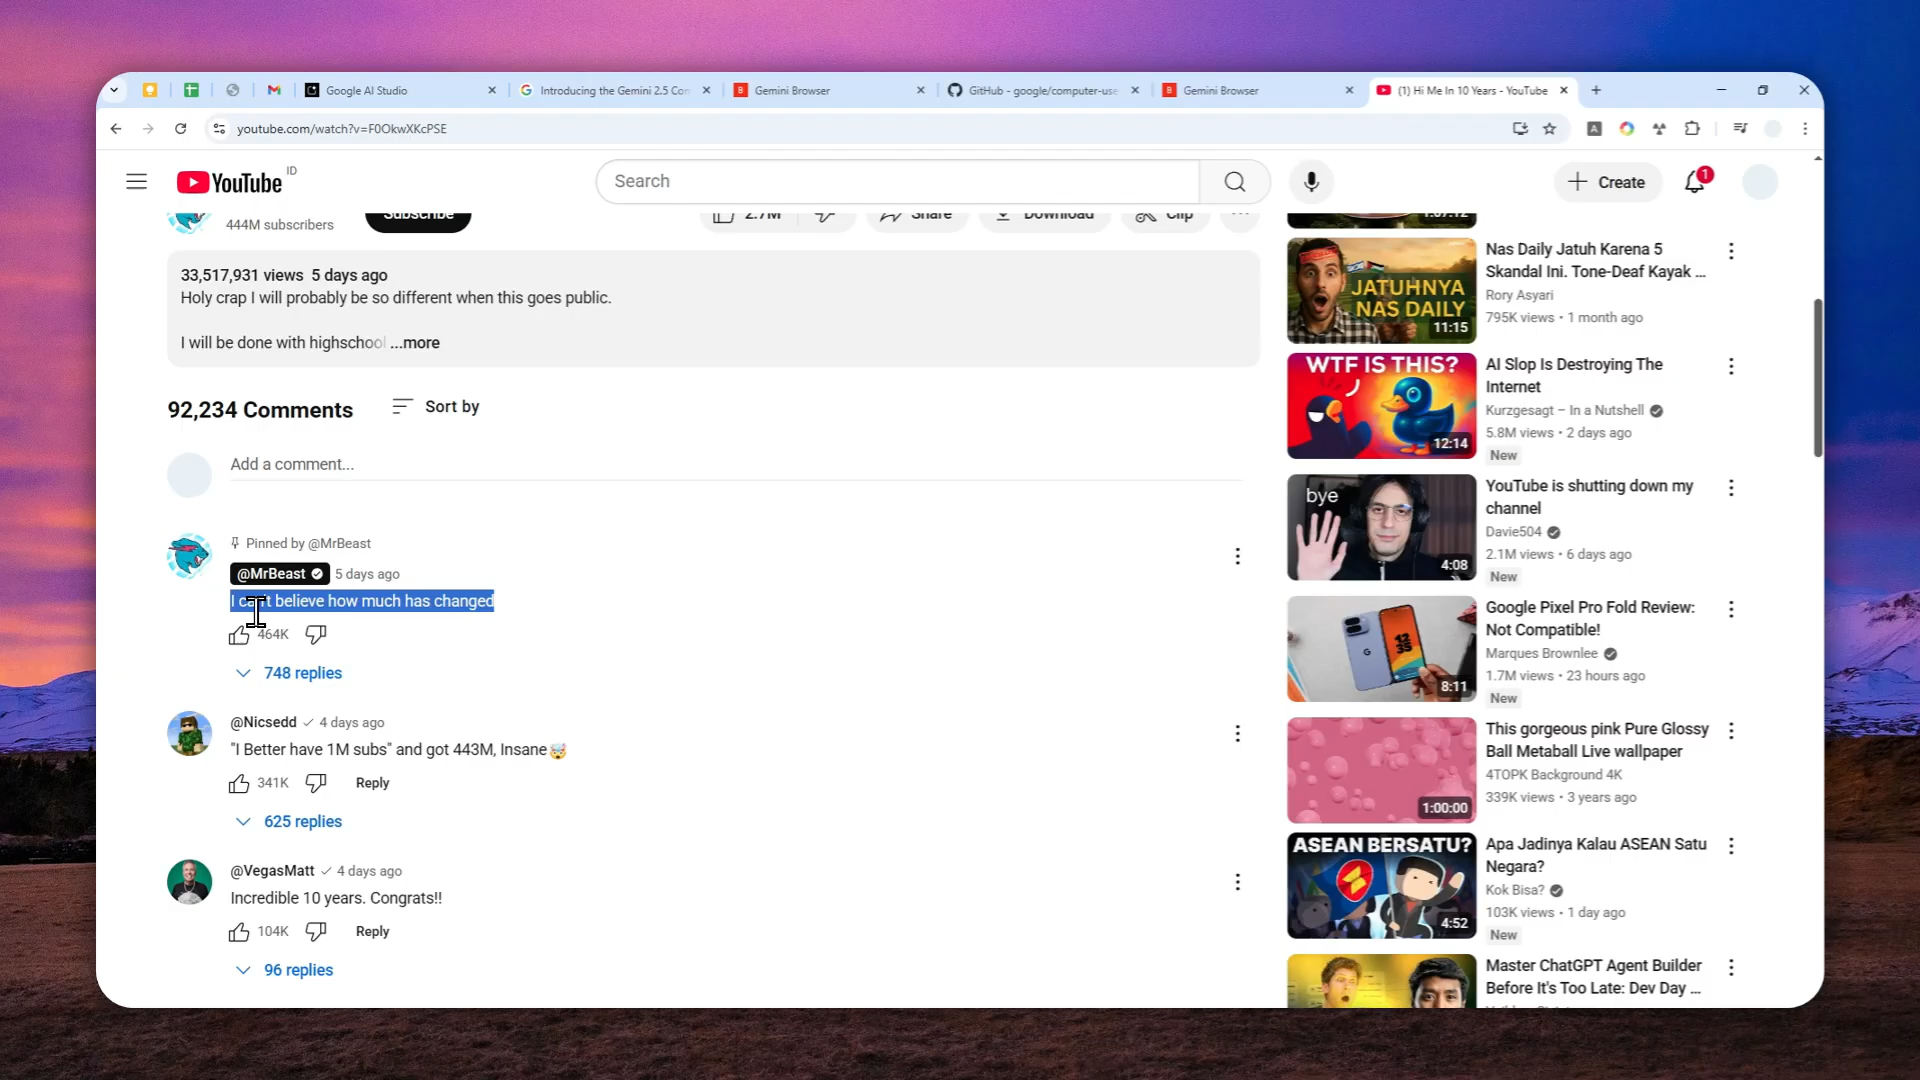 Google AI Studio
Introducing the Gemini 2.5 Com
Gemini Browser
GitHub - google/computer-use
Gemini Browser
(1) Hi Me In 10 Years - YouTube
youtube.com/watch?v=F0OkwXKcPSE
YouTube
ID
Search
Create
1
444M subscribers
Subscribe
2.7M
Share
Download
Clip
33,517,931 views 5 days ago
Holy crap I will probably be so different when this goes public.
I will be done with highschool ...more
92,234 Comments
Sort by
Add a comment...
Pinned by @MrBeast
@MrBeast
5 days ago
I can't believe how much has changed
464K
748 replies
@Nicsedd
4 days ago
"I Better have 1M subs" and got 443M, Insane🤯
341K
Reply
625 replies
@VegasMatt
4 days ago
Incredible 10 years. Congrats!!
104K
Reply
96 replies
1:07:12
JATUHNYA
NAS DAILY
11:15
Nas Daily Jatuh Karena 5
Skandal Ini. Tone-Deaf Kayak ...
Rory Asyari
795K views • 1 month ago
WTF IS THIS?
12:14
AI Slop Is Destroying The
Internet
Kurzgesagt – In a Nutshell
5.8M views • 2 days ago
New
bye
4:08
YouTube is shutting down my
channel
Davie504
2.1M views • 6 days ago
New
12
35
8:11
Google Pixel Pro Fold Review:
Not Compatible!
Marques Brownlee
1.7M views • 23 hours ago
New
1:00:00
This gorgeous pink Pure Glossy
Ball Metaball Live wallpaper
4TOPK Background 4K
339K views • 3 years ago
ASEAN BERSATU?
4:52
Apa Jadinya Kalau ASEAN Satu
Negara?
Kok Bisa?
103K views • 1 day ago
New
Master ChatGPT Agent Builder
Before It's Too Late: Dev Day ...